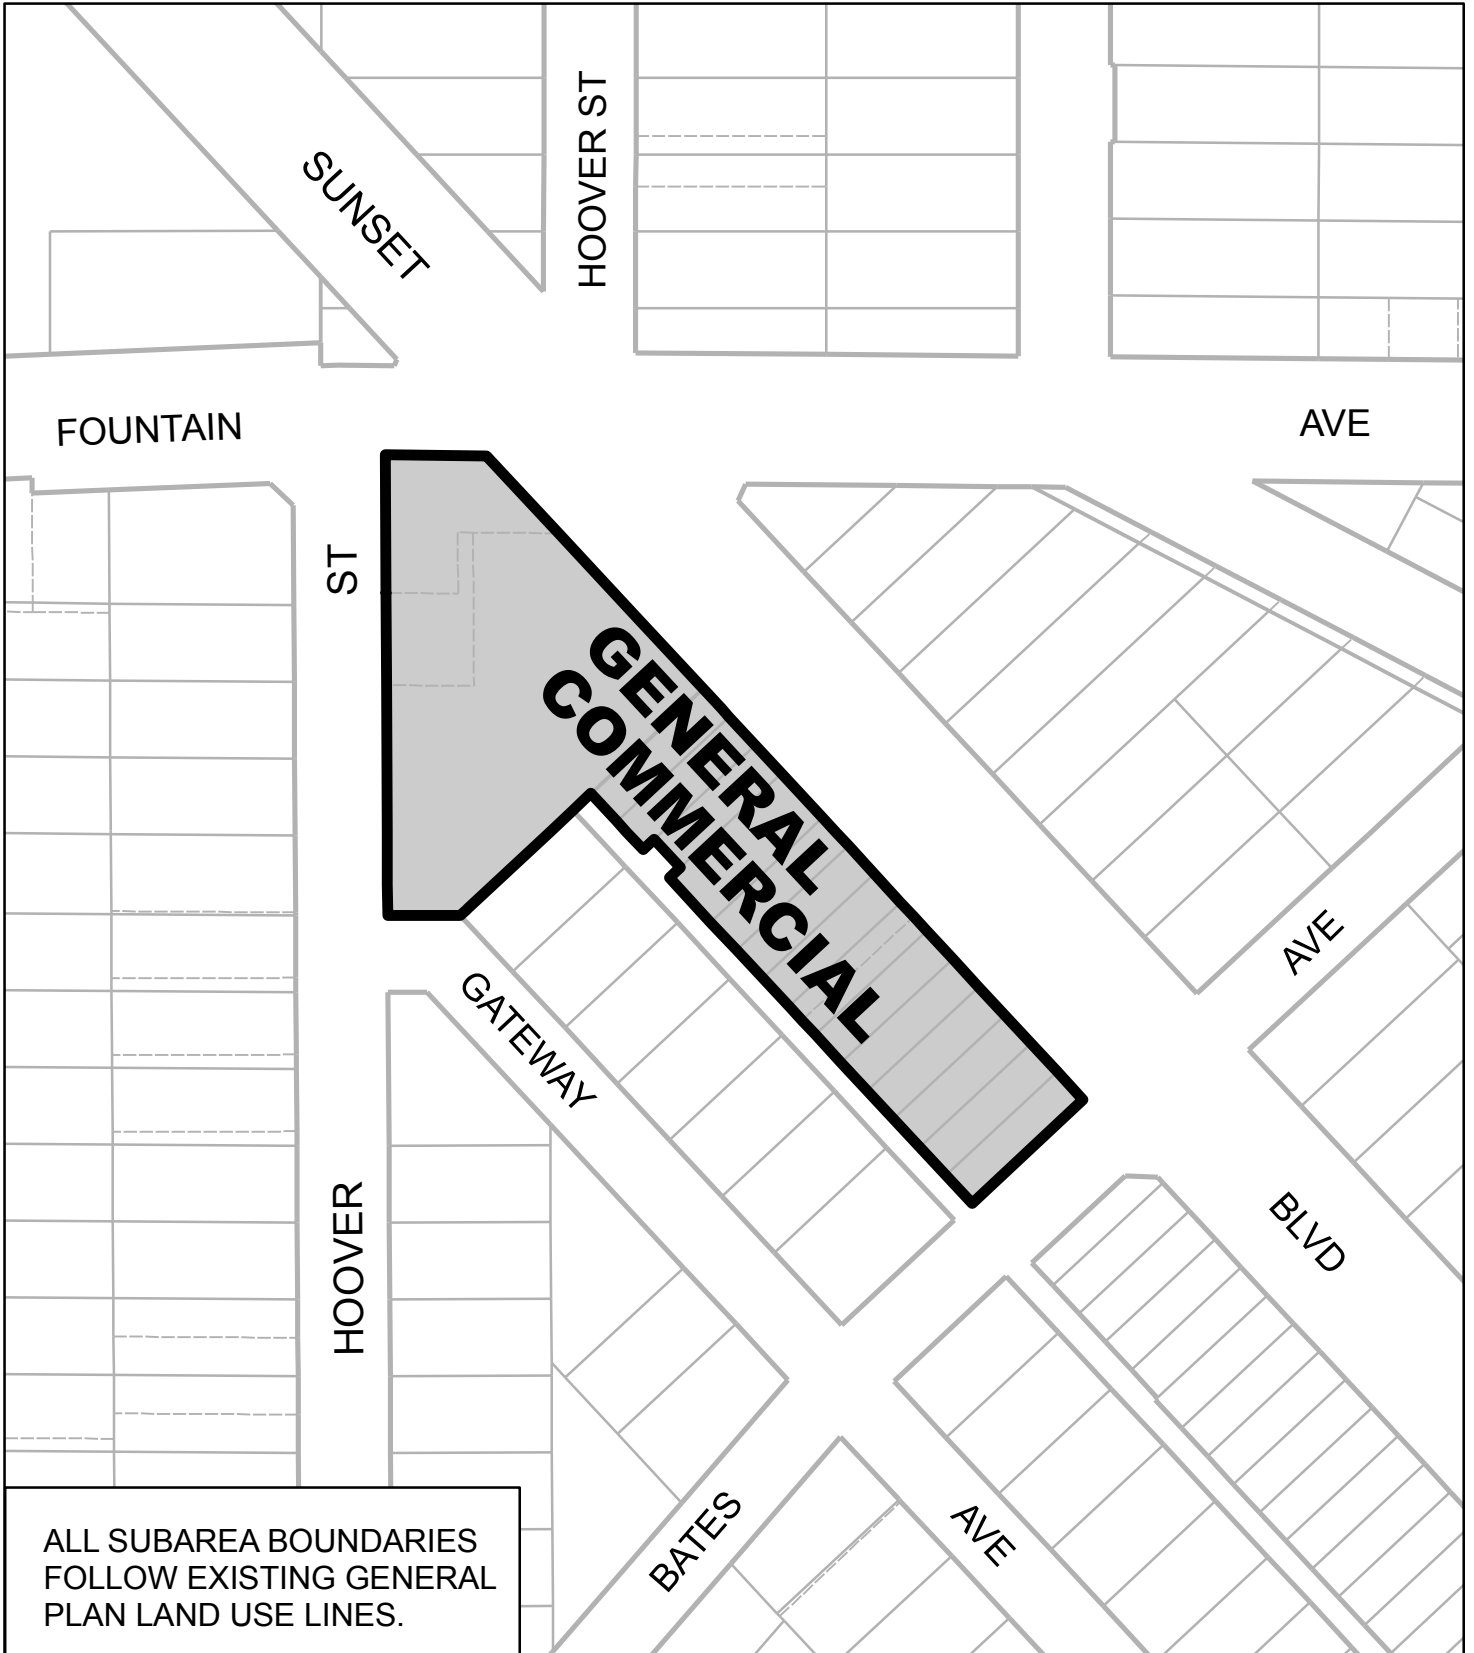 HOOVER ST
SUNSET
FOUNTAIN
AVE
ST
GENERAL
COMMERCIAL
AVE
GATEWAY
HOOVER
BLVD
BATES
AVE
ALL SUBAREA BOUNDARIES
FOLLOW EXISTING GENERAL
PLAN LAND USE LINES.